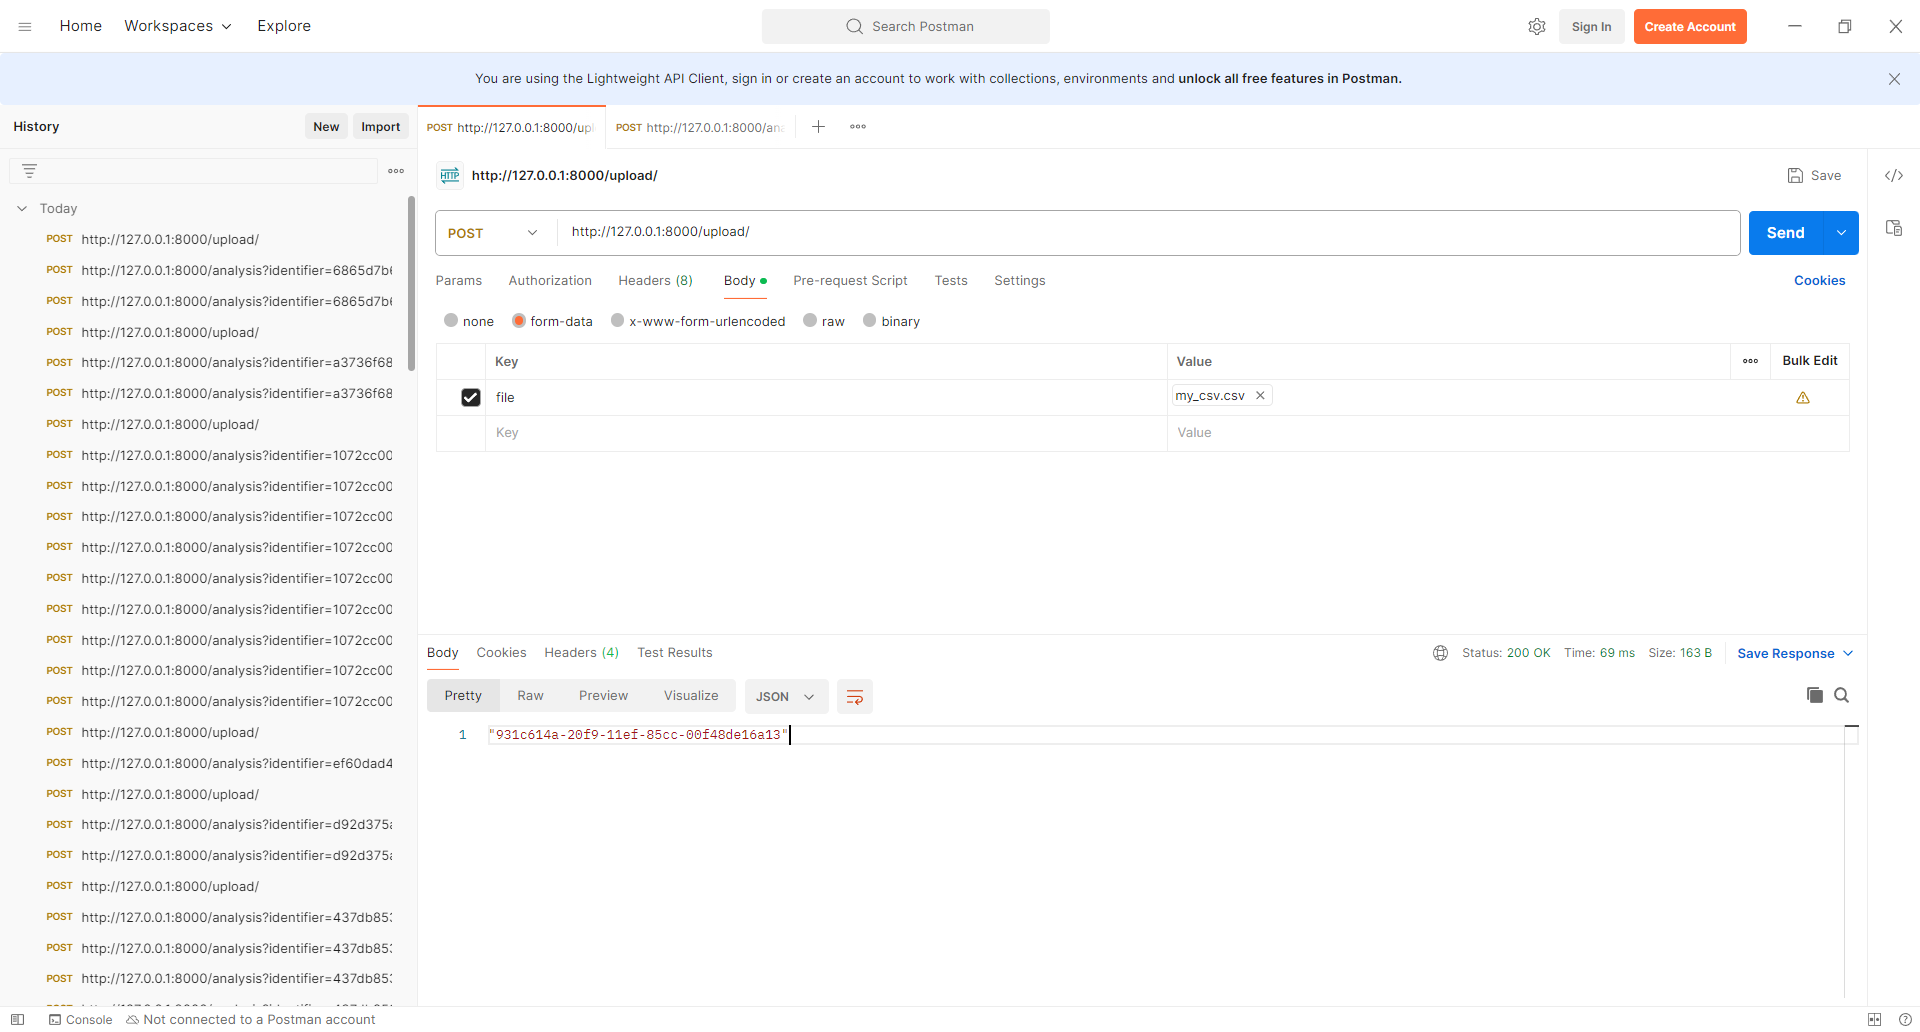 Home Workspaces Explore Search Postman Sign In Create Account
You are using the Lightweight API Client, sign in or create an account to work with collections, environments and unlock all free features in Postman.
History New Import
POST http://127.0.0.1:8000/upl POST http://127.0.0.1:8000/ana
HTTP http://127.0.0.1:8000/upload/ Save
Today
POST http://127.0.0.1:8000/upload/
POST http://127.0.0.1:8000/analysis?identifier=6865d7b6
POST http://127.0.0.1:8000/analysis?identifier=6865d7b6
POST http://127.0.0.1:8000/upload/
POST http://127.0.0.1:8000/analysis?identifier=a3736f68
POST http://127.0.0.1:8000/analysis?identifier=a3736f68
POST http://127.0.0.1:8000/upload/
POST http://127.0.0.1:8000/analysis?identifier=1072cc00
POST http://127.0.0.1:8000/analysis?identifier=1072cc00
POST http://127.0.0.1:8000/analysis?identifier=1072cc00
POST http://127.0.0.1:8000/analysis?identifier=1072cc00
POST http://127.0.0.1:8000/analysis?identifier=1072cc00
POST http://127.0.0.1:8000/analysis?identifier=1072cc00
POST http://127.0.0.1:8000/analysis?identifier=1072cc00
POST http://127.0.0.1:8000/analysis?identifier=1072cc00
POST http://127.0.0.1:8000/analysis?identifier=1072cc00
POST http://127.0.0.1:8000/upload/
POST http://127.0.0.1:8000/analysis?identifier=ef60dad4
POST http://127.0.0.1:8000/upload/
POST http://127.0.0.1:8000/analysis?identifier=d92d375a
POST http://127.0.0.1:8000/analysis?identifier=d92d375a
POST http://127.0.0.1:8000/upload/
POST http://127.0.0.1:8000/analysis?identifier=437db853
POST http://127.0.0.1:8000/analysis?identifier=437db853
POST http://127.0.0.1:8000/analysis?identifier=437db853
POST http://127.0.0.1:8000/upload/ Send
Params Authorization Headers (8) Body Pre-request Script Tests Settings Cookies
none form-data x-www-form-urlencoded raw binary
Key Value Bulk Edit
file my_csv.csv
Key Value
Body Cookies Headers (4) Test Results Status: 200 OK Time: 69 ms Size: 163 B Save Response
Pretty Raw Preview Visualize JSON
1 "931c614a-20f9-11ef-85cc-00f48de16a13"
Console Not connected to a Postman account